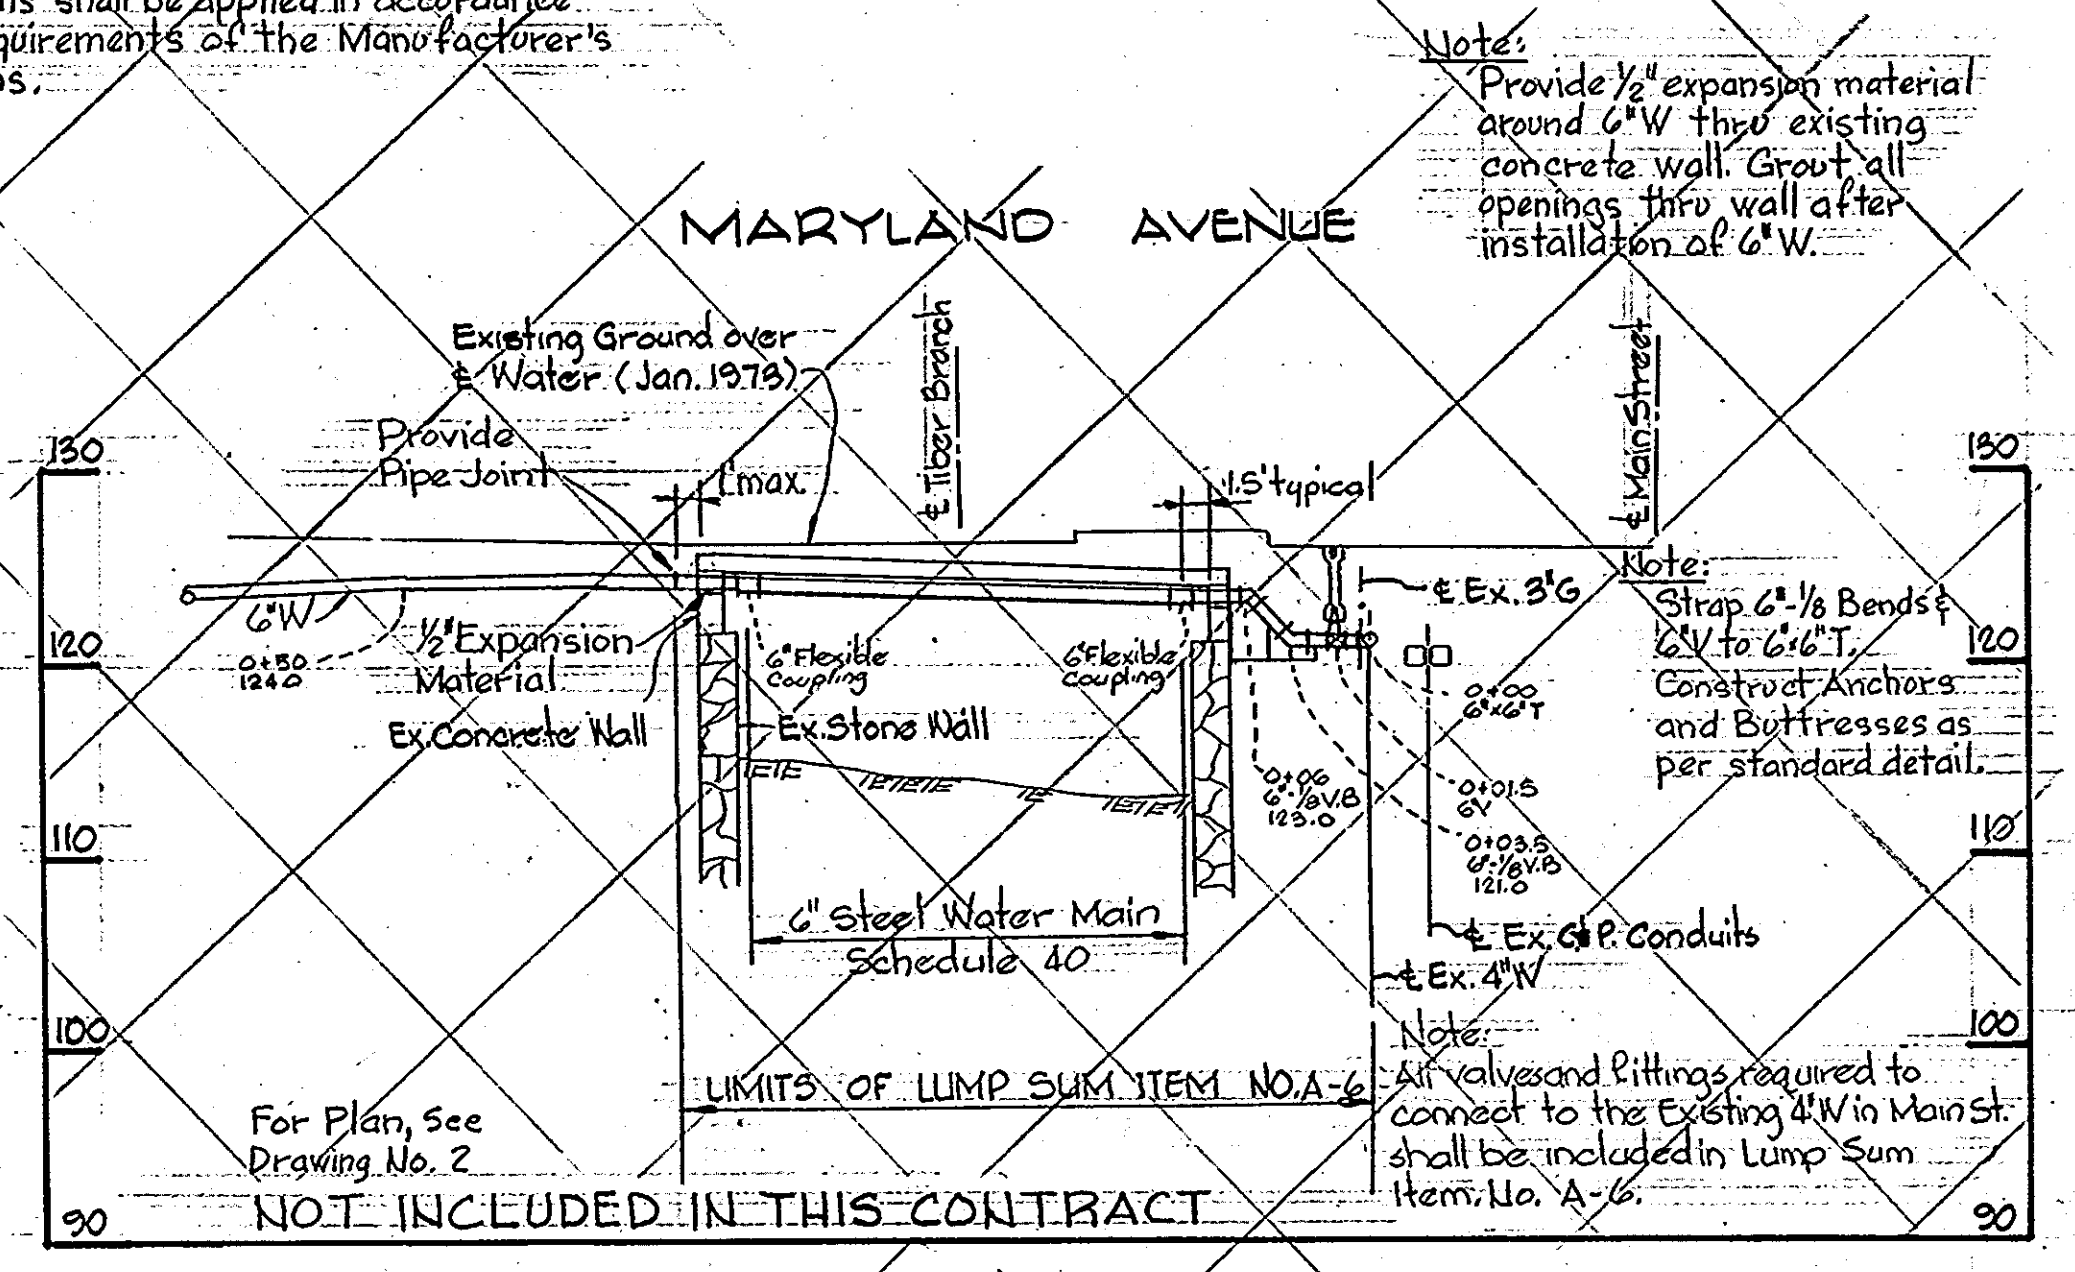 shall be applied in accordance
quirements of the Manufacturer's
Note:
Provide 1/2" expansion material
around 6"W thru existing
concrete wall. Grout all
openings thru wall after
installation of 6"W.
MARYLAND AVENUE
Existing Ground over
℄ Water (Jan. 1978)
℄ Tiber Branch
℄ Main Street
Provide
Pipe Joint
1' max.
1.5' typical
130
130
Note:
Strap 6"-1/8 Bends &
6"V to 6"x6"T.
Construct Anchors
and Buttresses as
per standard detail.
℄ Ex. 3"G
6"W
0+50
124.0
1/2" Expansion
Material
6" Flexible
Coupling
6" Flexible
Coupling
120
120
0+00
6"x6"T
Ex. Concrete Wall
Ex. Stone Wall
0+06
6"-1/8 V.B
123.0
0+01.5
6V
0+03.5
6"-1/8 V.B
121.0
110
110
6" Steel Water Main
Schedule 40
℄ Ex. C&P. Conduits
℄ Ex. 4"W
100
100
Note:
All valves and fittings required to
connect to the Existing 4"W in Main St.
shall be included in Lump Sum
Item. No. A-6.
LIMITS OF LUMP SUM ITEM NO. A-6
For Plan, See
Drawing No. 2
NOT INCLUDED IN THIS CONTRACT
90
90